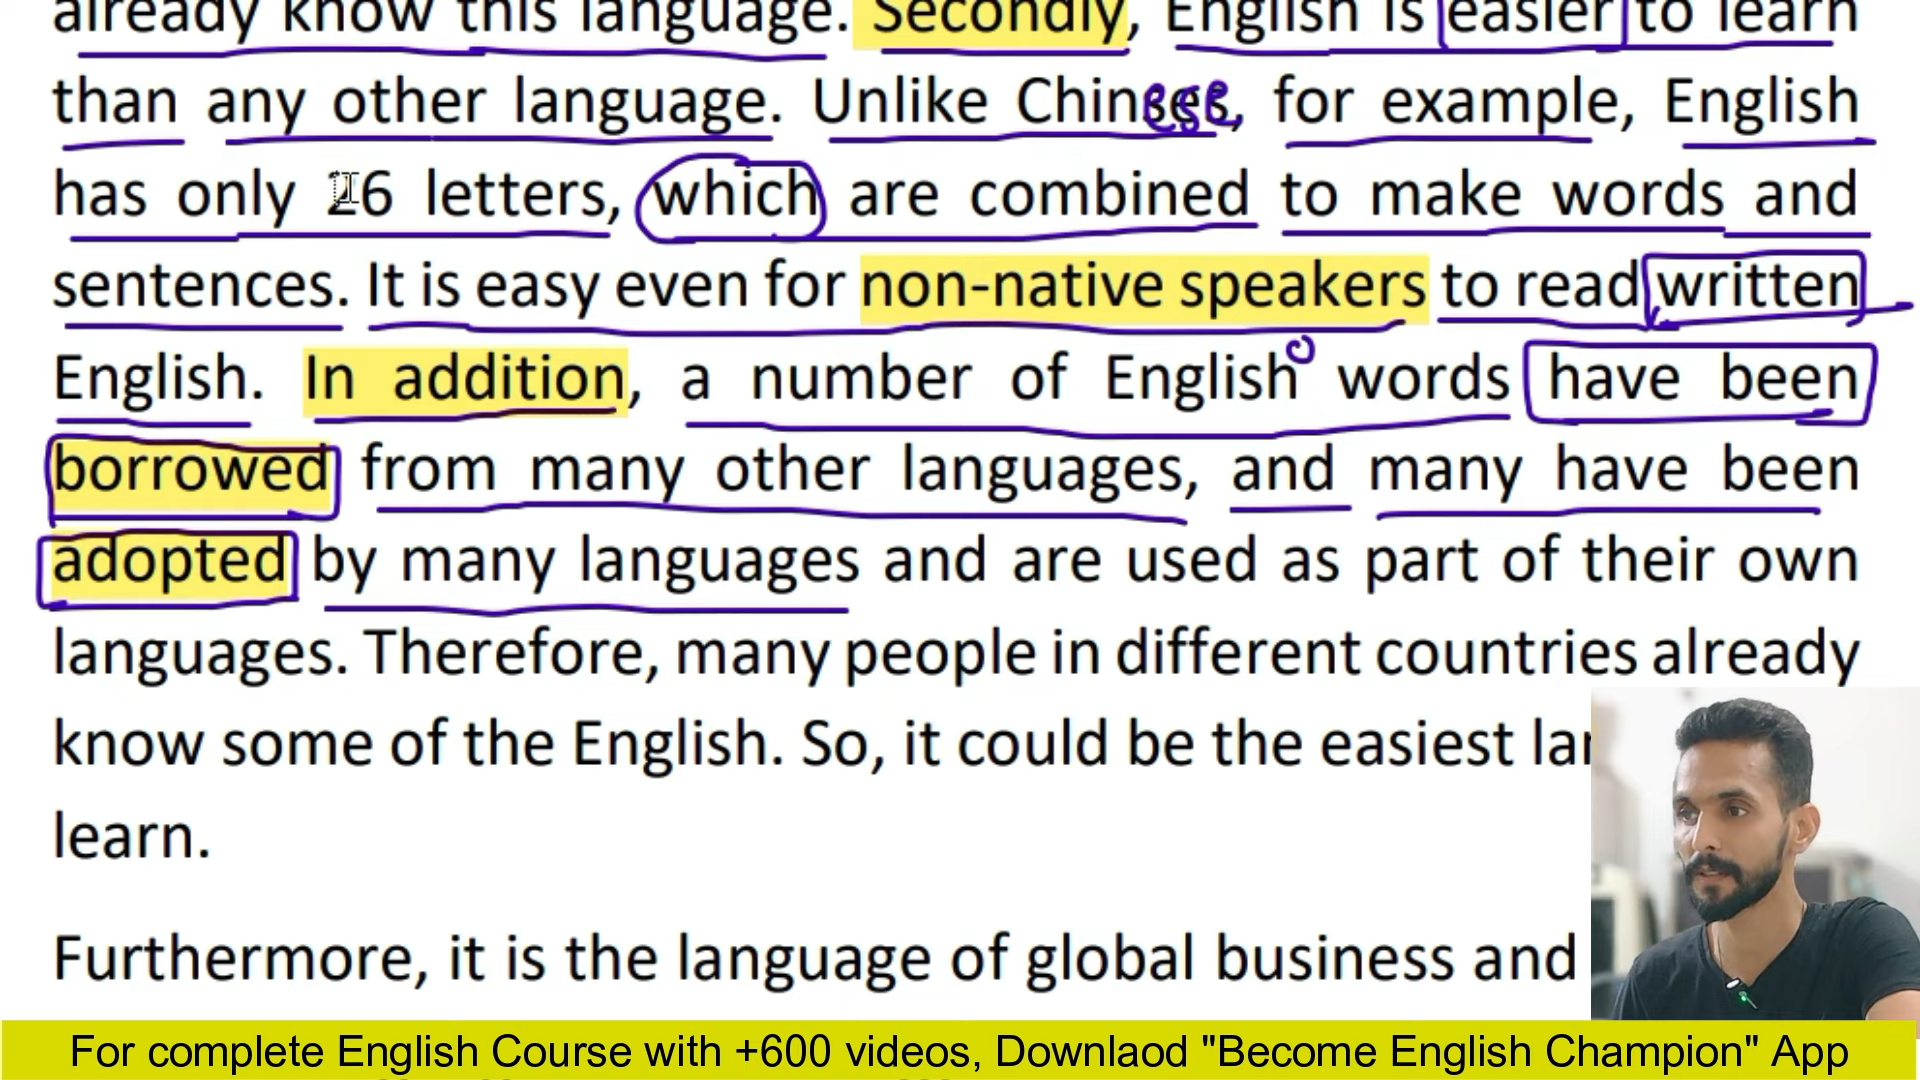 already know this language. Secondly, English is easier to learn
than any other language. Unlike Chinese, for example, English
has only 26 letters, which are combined to make words and
sentences. It is easy even for non-native speakers to read written
English. In addition, a number of English words have been
borrowed from many other languages, and many have been
adopted by many languages and are used as part of their own
languages. Therefore, many people in different countries already
know some of the English. So, it could be the easiest
learn.
Furthermore, it is the language of global business and
For complete English Course with +600 videos, Downlaod "Become English Champion" App